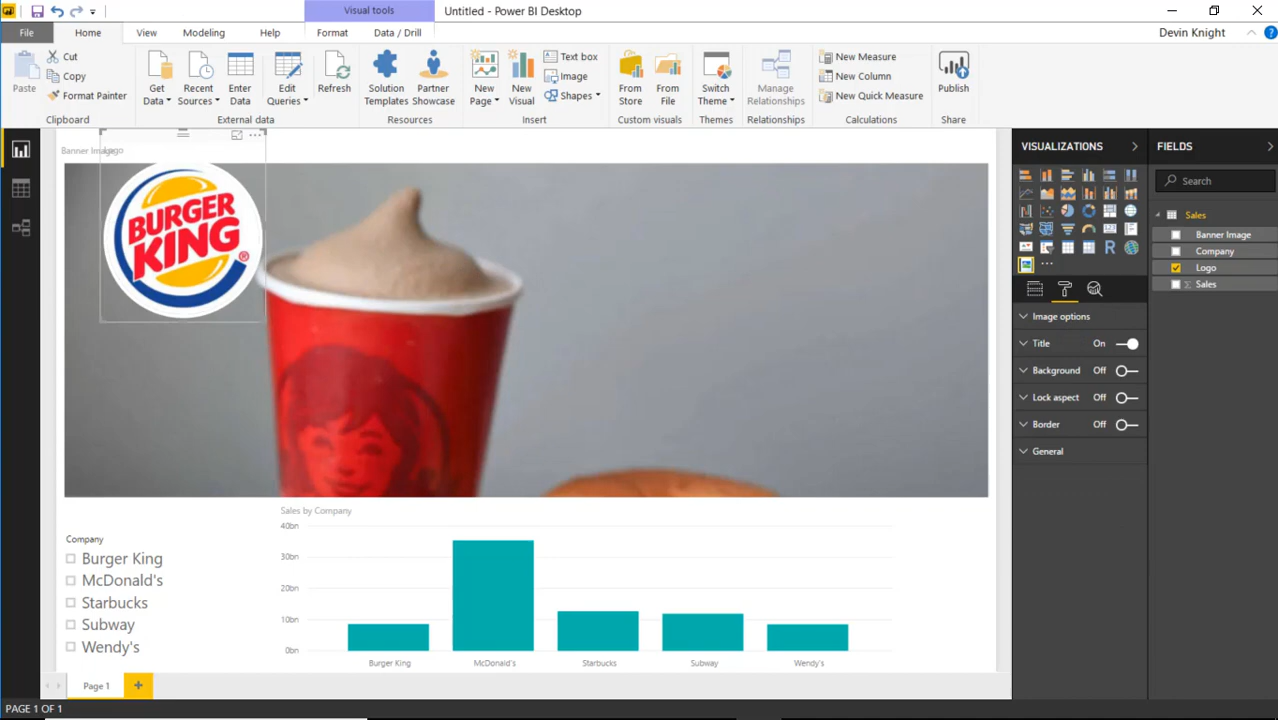 Visual tools
Untitled - Power BI Desktop
File
Home
View
Modeling
Help
Format
Data / Drill
Devin Knight
Paste
Cut
Copy
Format Painter
Get Data
Recent Sources
Enter Data
Edit Queries
Refresh
Solution Templates
Partner Showcase
New Page
New Visual
Text box
Image
Shapes
From Store
From File
Switch Theme
Manage Relationships
New Measure
New Column
New Quick Measure
Publish
Clipboard
External data
Resources
Insert
Custom visuals
Themes
Relationships
Calculations
Share
Banner Image
Logo
BURGER
KING
®
Sales by Company
40bn
30bn
20bn
10bn
0bn
Burger King
McDonald's
Starbucks
Subway
Wendy's
Company
Burger King
McDonald's
Starbucks
Subway
Wendy's
VISUALIZATIONS
R
Image options
Title On
Background Off
Lock aspect Off
Border Off
General
FIELDS
Search
Sales
Banner Image
Company
Logo
Σ Sales
Page 1
PAGE 1 OF 1